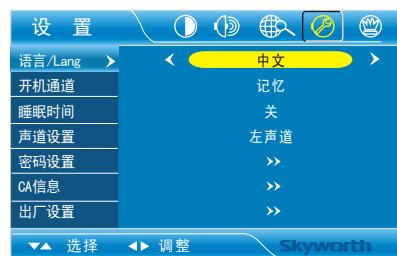 设 置
语言/Lang 中文
开机通道 记忆
睡眠时间 关
声道设置 左声道
密码设置 >>
CA信息 >>
出厂设置 >>
▼▲ 选择 ◀▶ 调整 Skyworth